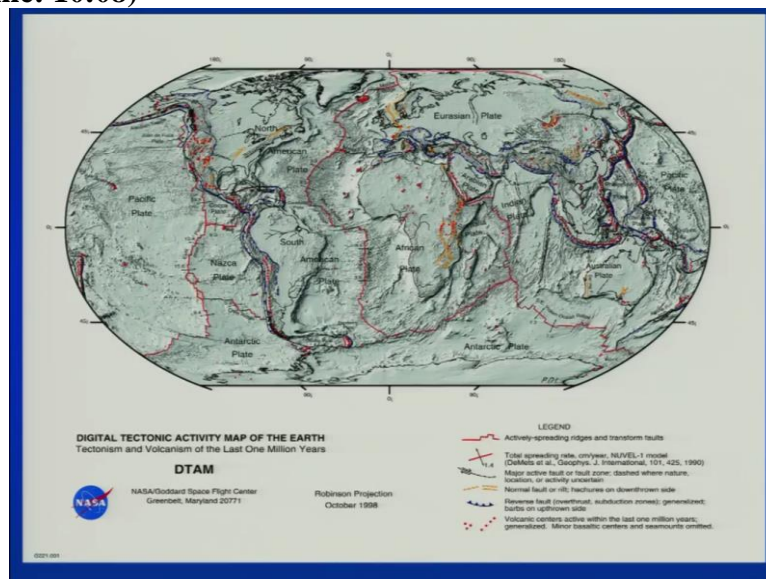 North
American
Plate
Eurasian Plate
Pacific
Plate
Pacific
Plate
Nazca
Plate
South
American
Plate
African
Plate
Indian
Australian
Plate
Antarctic
Plate
Antarctic Plate
DIGITAL TECTONIC ACTIVITY MAP OF THE EARTH
Tectonism and Volcanism of the Last One Million Years
DTAM
NASA
NASA/Goddard Space Flight Center
Greenbelt, Maryland 20771
Robinson Projection
October 1998
LEGEND
Actively-spreading ridges and transform faults
Total spreading rate, cm/year, NUVEL-1 model
(DeMets et al., Geophys. J. International, 101, 425, 1990)
Major active fault or fault zone; dashed where nature,
location, or activity uncertain
Normal fault or rift; hachures on downthrown side
Reverse fault (overthrust, subduction zones); generalized;
barbs on upthrown side
Volcanic centers active within the last one million years;
generalized. Minor basaltic centers and seamounts omitted.